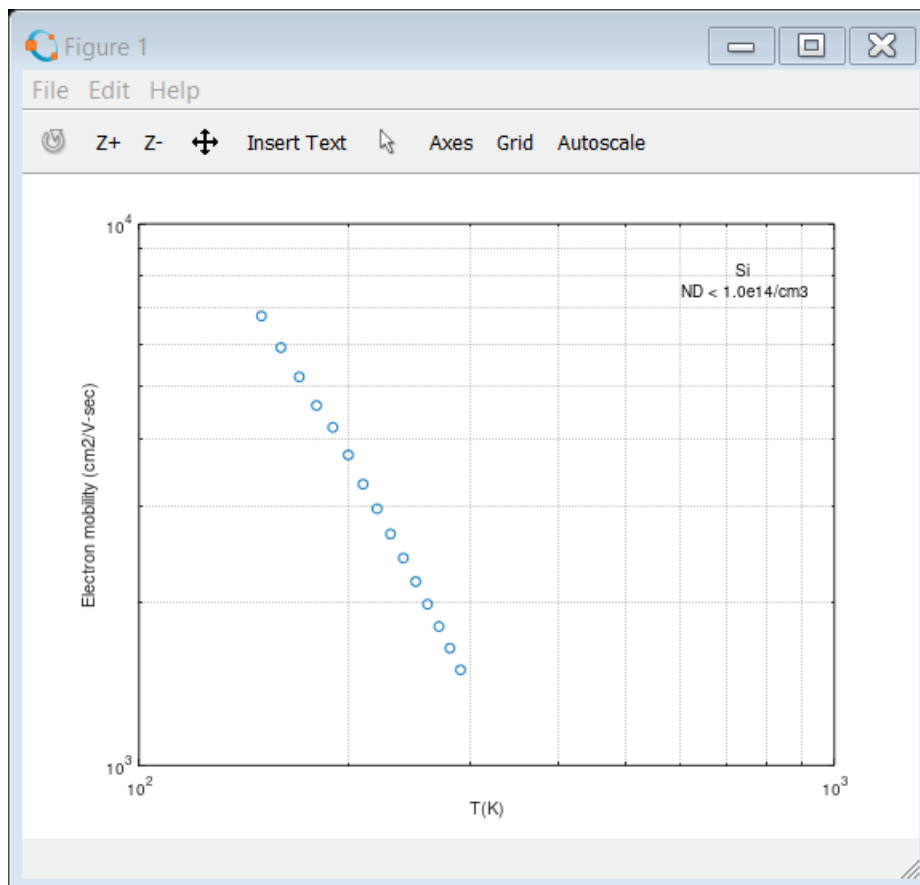 Figure 1
File Edit Help
Z+ Z- Insert Text Axes Grid Autoscale
10^4
Si
ND < 1.0e14/cm3
Electron mobility (cm2/V-sec)
10^3
10^2
10^3
T(K)